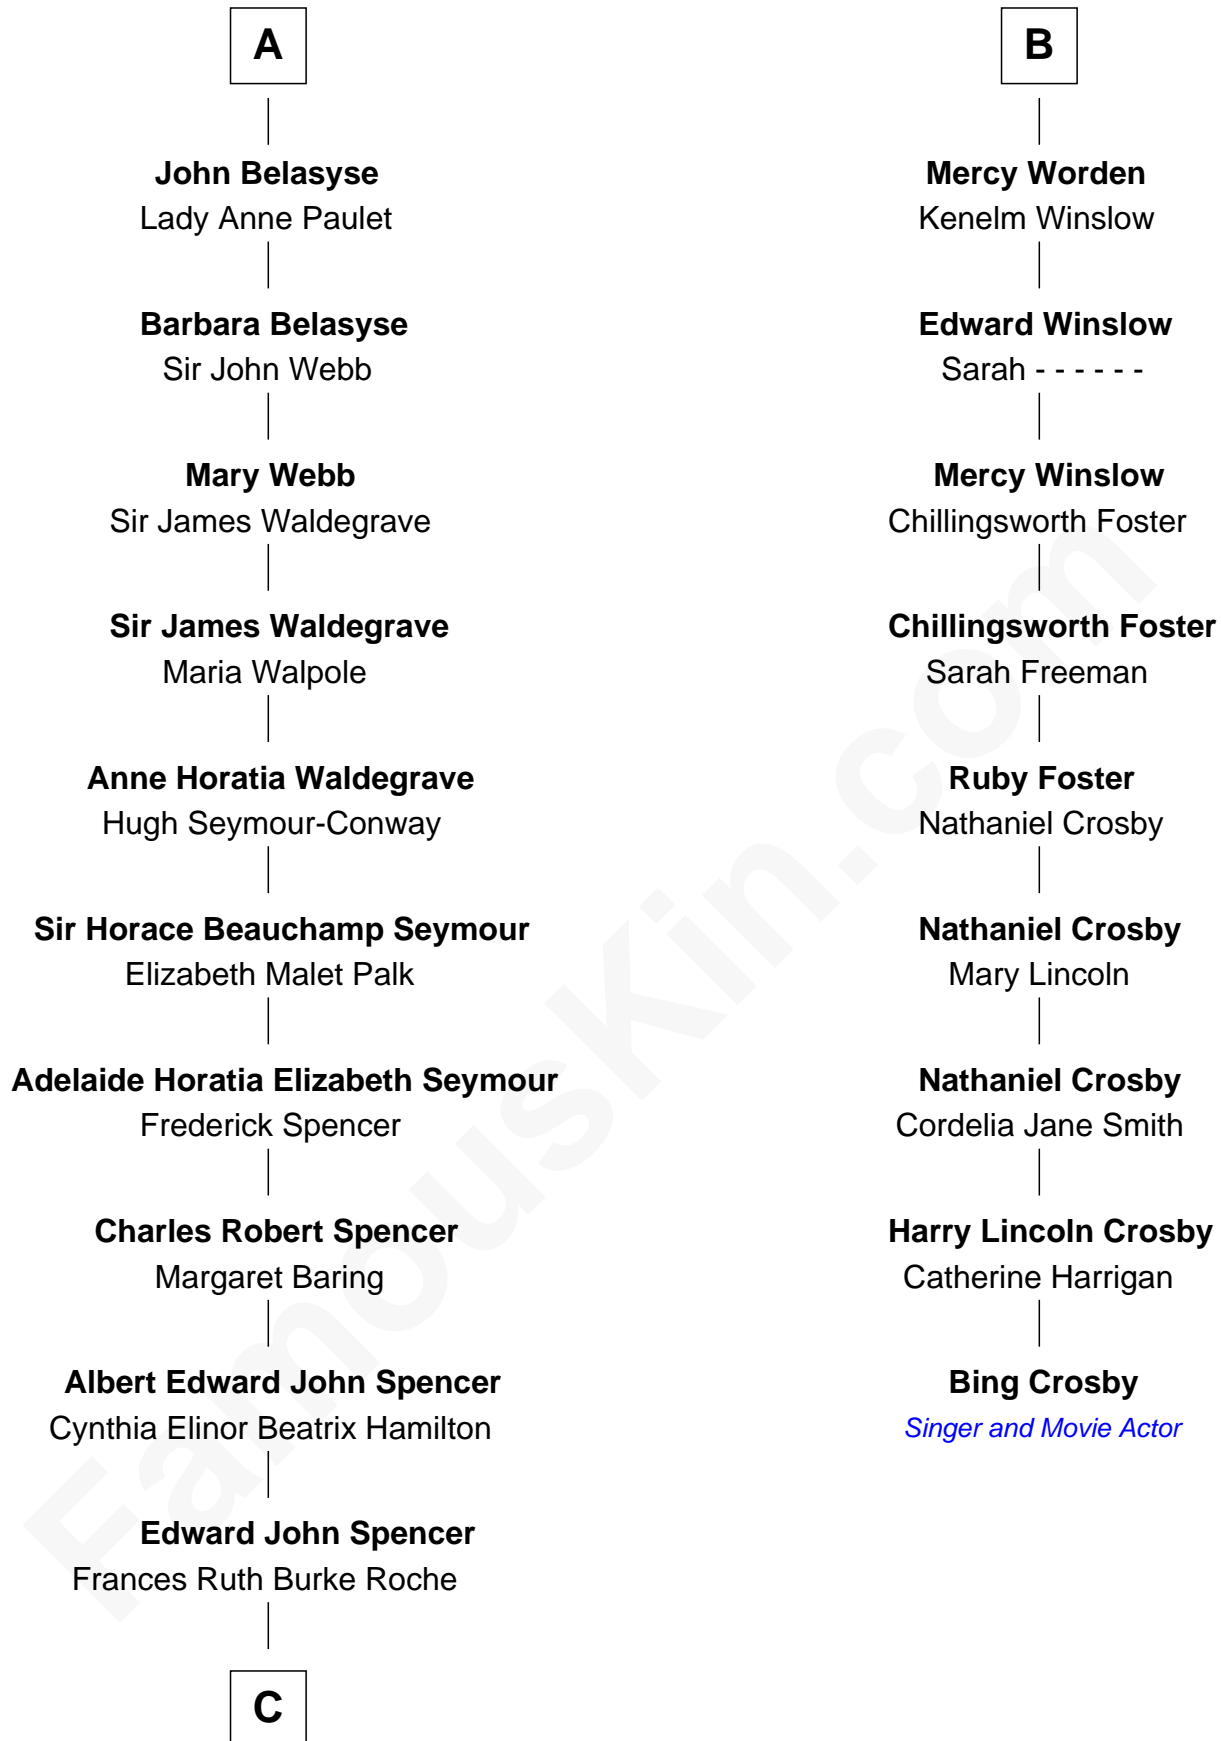 A
John Belasyse
Lady Anne Paulet
Barbara Belasyse
Sir John Webb
Mary Webb
Sir James Waldegrave
Sir James Waldegrave
Maria Walpole
Anne Horatia Waldegrave
Hugh Seymour-Conway
Sir Horace Beauchamp Seymour
Elizabeth Malet Palk
Adelaide Horatia Elizabeth Seymour
Frederick Spencer
Charles Robert Spencer
Margaret Baring
Albert Edward John Spencer
Cynthia Elinor Beatrix Hamilton
Edward John Spencer
Frances Ruth Burke Roche
C
B
Mercy Worden
Kenelm Winslow
Edward Winslow
Sarah - - - - - -
Mercy Winslow
Chillingsworth Foster
Chillingsworth Foster
Sarah Freeman
Ruby Foster
Nathaniel Crosby
Nathaniel Crosby
Mary Lincoln
Nathaniel Crosby
Cordelia Jane Smith
Harry Lincoln Crosby
Catherine Harrigan
Bing Crosby
Singer and Movie Actor
FamousKin.com